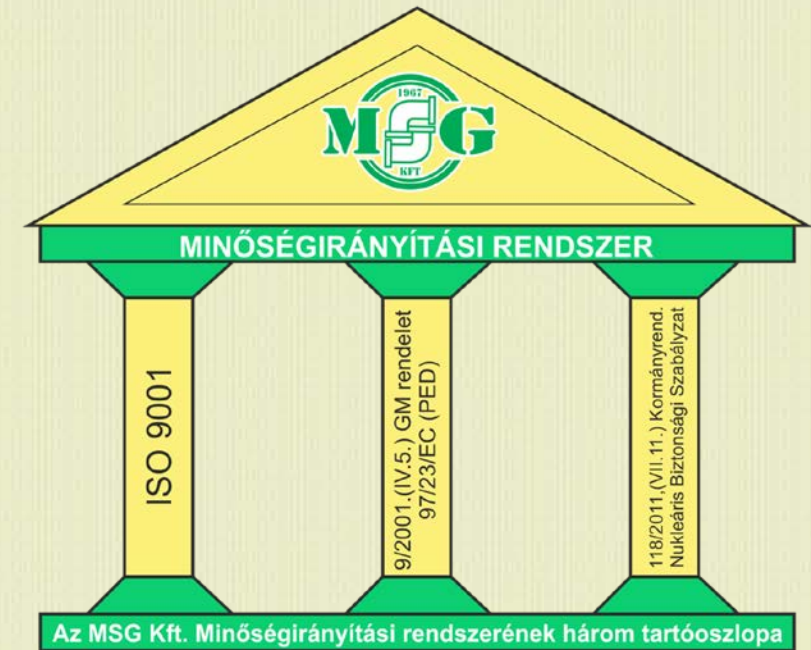 1967
MSG
KFT
MINŐSÉGIRÁNYÍTÁSI RENDSZER
ISO 9001
9/2001.(IV.5.) GM rendelet
97/23/EC (PED)
118/2011,(VII.11.) Kormányrend.
Nukleáris Biztonsági Szabályzat
Az MSG Kft. Minőségirányítási rendszerének három tartóoszlopa